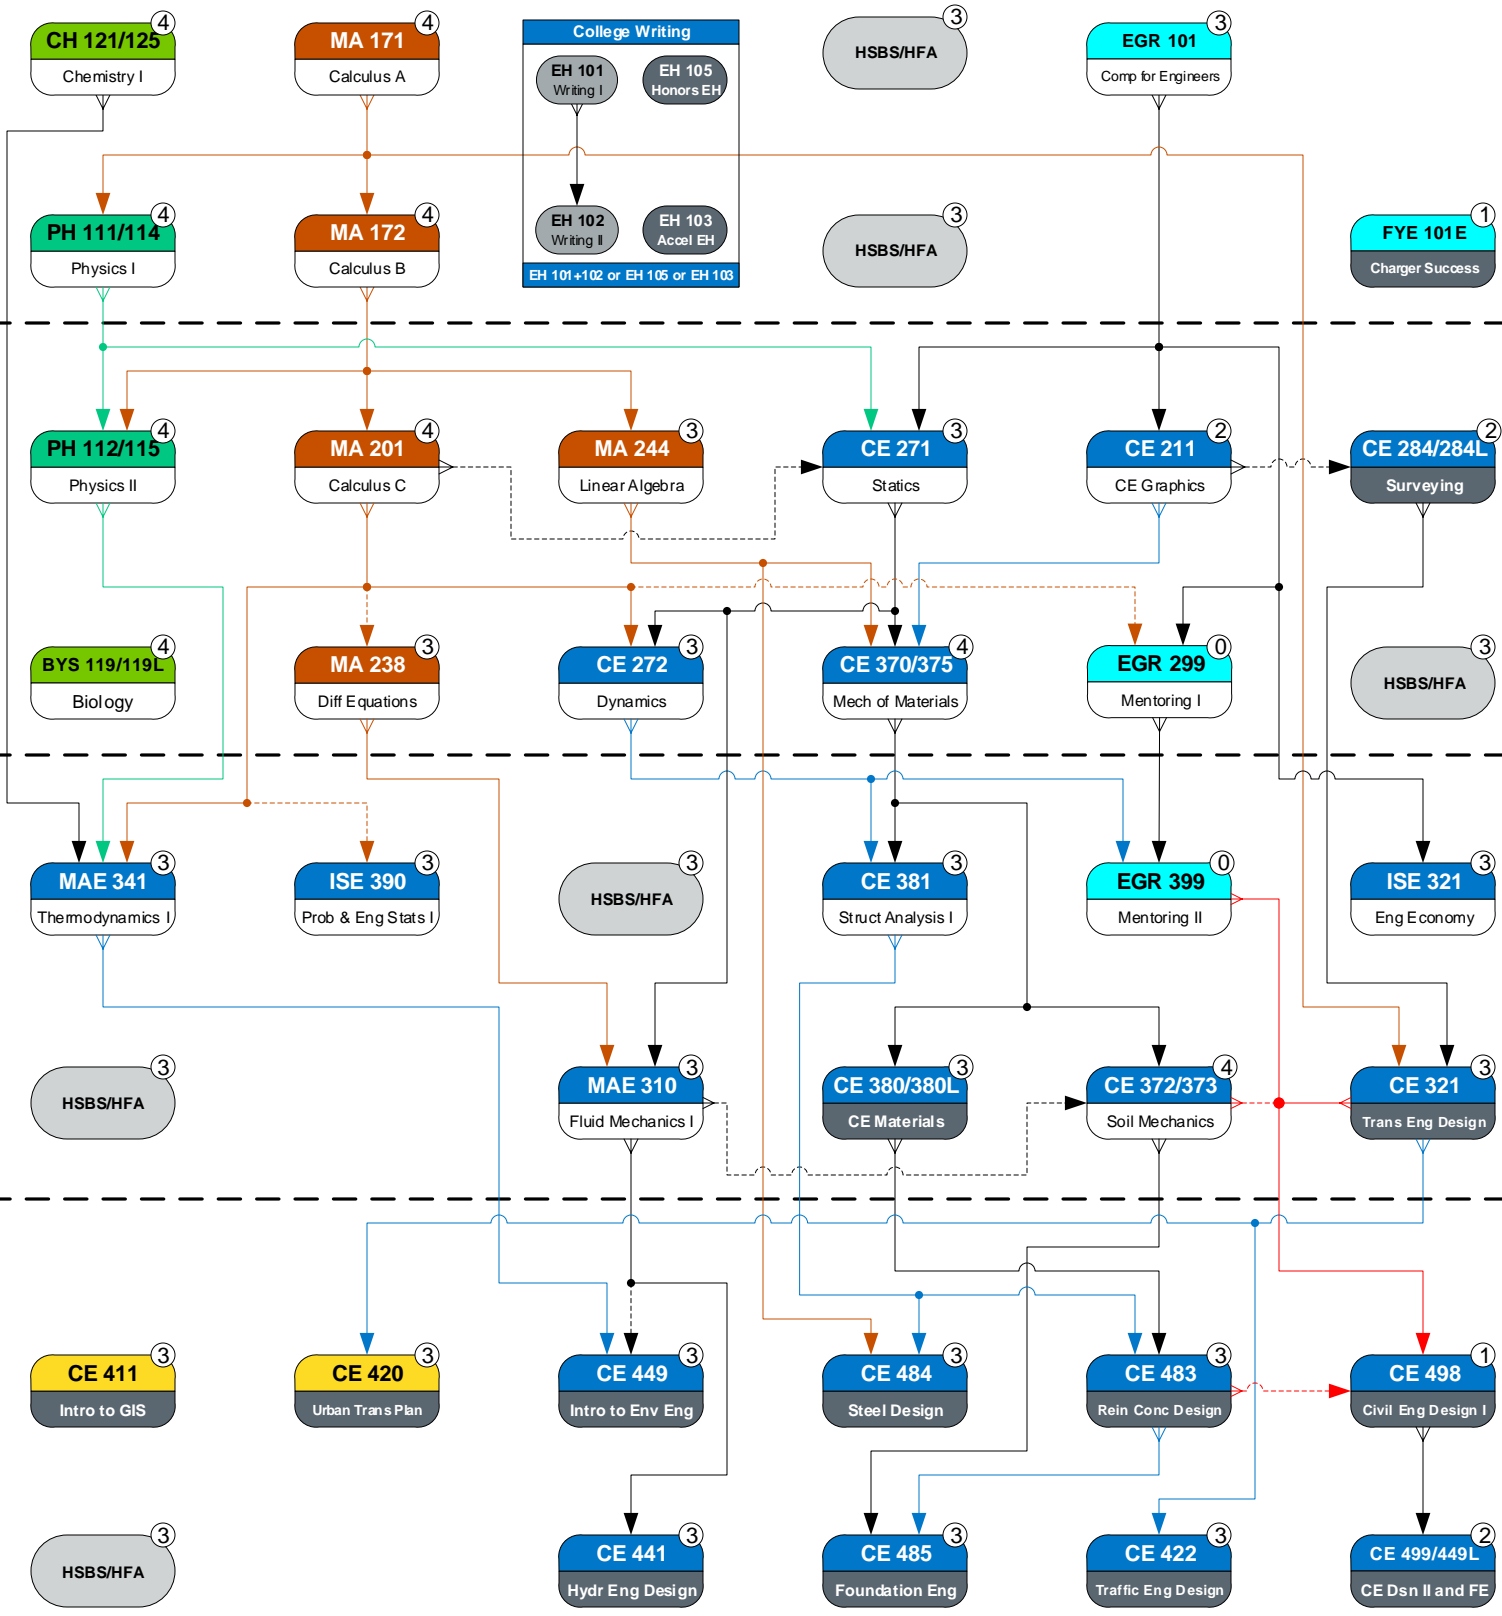 4
CH 121/125
Chemistry I
4
MA 171
Calculus A
College Writing
EH 101
Writing I
EH 105
Honors EH
EH 102
Writing II
EH 103
Accel EH
EH 101+102 or EH 105 or EH 103
3
HSBS/HFA
3
EGR 101
Comp for Engineers
4
PH 111/114
Physics I
4
MA 172
Calculus B
3
HSBS/HFA
1
FYE 101E
Charger Success
4
PH 112/115
Physics II
4
MA 201
Calculus C
3
MA 244
Linear Algebra
3
CE 271
Statics
2
CE 211
CE Graphics
2
CE 284/284L
Surveying
4
BYS 119/119L
Biology
3
MA 238
Diff Equations
3
CE 272
Dynamics
4
CE 370/375
Mech of Materials
0
EGR 299
Mentoring I
3
HSBS/HFA
3
MAE 341
Thermodynamics I
3
ISE 390
Prob & Eng Stats I
3
HSBS/HFA
3
CE 381
Struct Analysis I
0
EGR 399
Mentoring II
3
ISE 321
Eng Economy
3
HSBS/HFA
3
MAE 310
Fluid Mechanics I
3
CE 380/380L
CE Materials
4
CE 372/373
Soil Mechanics
3
CE 321
Trans Eng Design
3
CE 411
Intro to GIS
3
CE 420
Urban Trans Plan
3
CE 449
Intro to Env Eng
3
CE 484
Steel Design
3
CE 483
Rein Conc Design
1
CE 498
Civil Eng Design I
3
HSBS/HFA
3
CE 441
Hydr Eng Design
3
CE 485
Foundation Eng
3
CE 422
Traffic Eng Design
2
CE 499/449L
CE Dsn II and FE